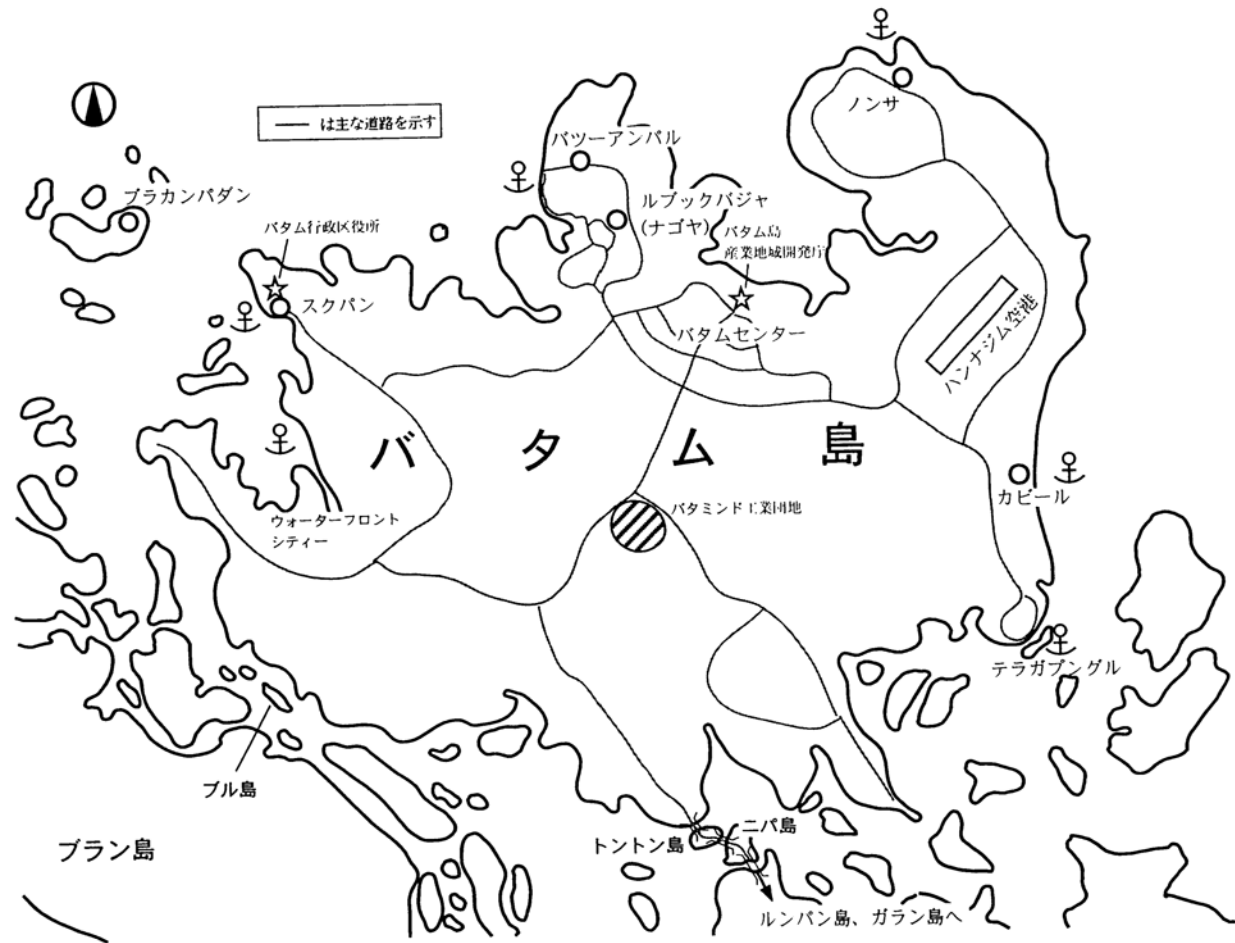 ノンサ
── は主な道路を示す
バツーアンパル
ブラカンパダン
ルブックバジャ
(ナゴヤ)
バタム行政区役所
バタム島
産業地域開発庁
スクパン
ハンナジム空港
バタムセンター
バタム島
カビール
バタミンド工業団地
ウォーターフロント
シティー
テラガプングル
ブル島
ニパ島
トントン島
ブラン島
ルンパン島、ガラン島へ